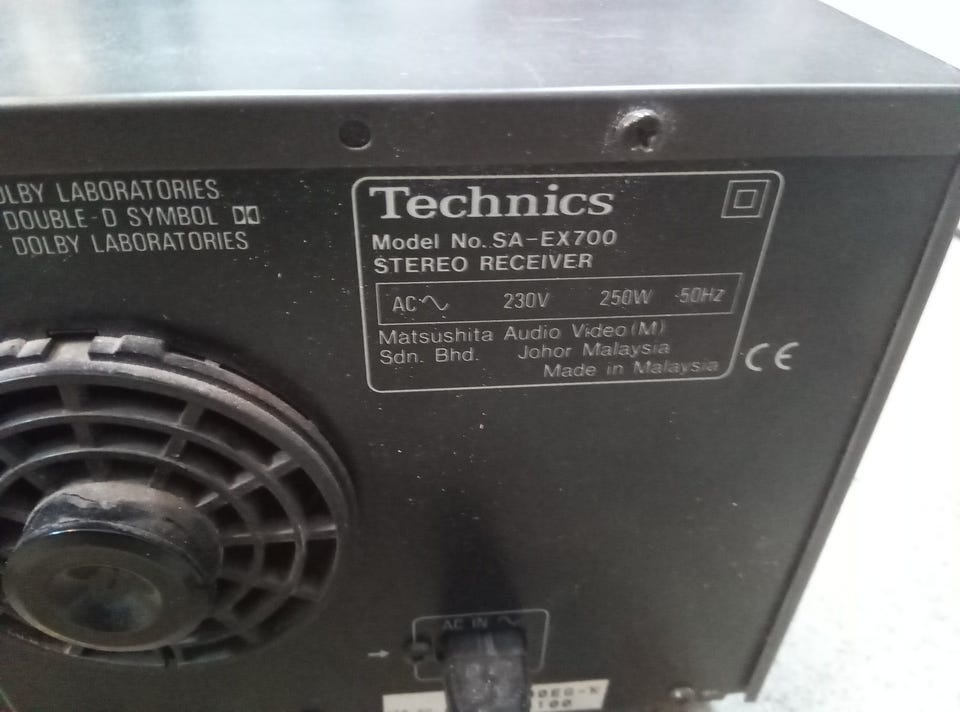 LABORATORIES
DOUBLE-D SYMBOL
DOLBY LABORATORIES
Technics
Model No. SA-EX700
STEREO RECEIVER
AC 230V 250W 50Hz
Matsushita Audio Video (M)
Sdn. Bhd. Johor Malaysia
Made in Malaysia
CE
AC IN